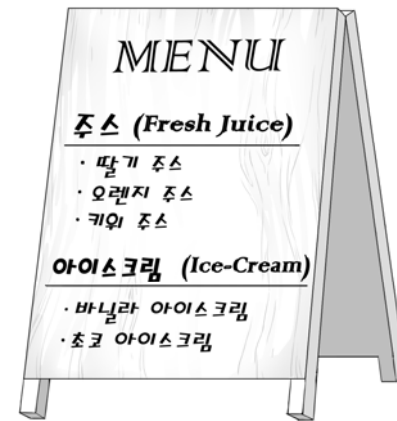 MENU
주스 (Fresh Juice)
· 딸기 주스
· 오렌지 주스
· 키위 주스
아이스크림 (Ice-Cream)
· 바닐라 아이스크림
· 초코 아이스크림